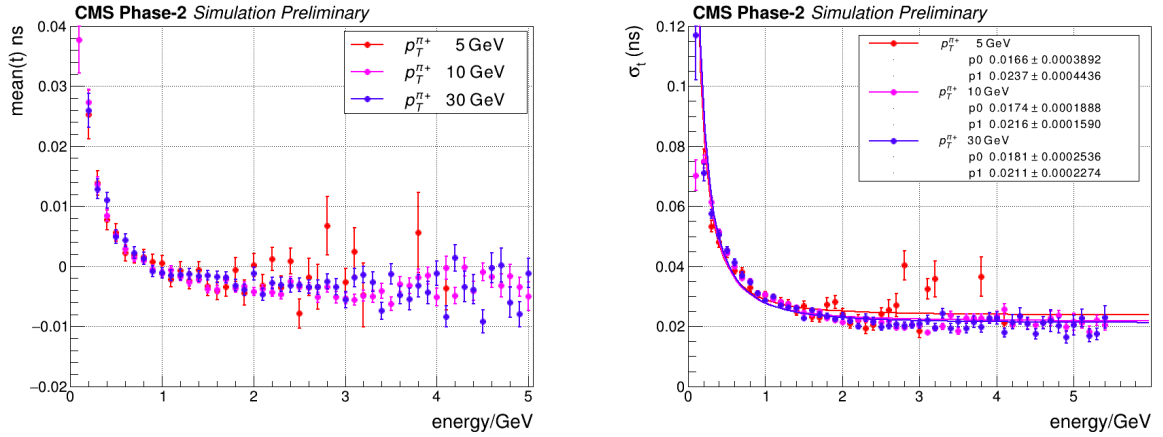 CMS Phase-2 Simulation Preliminary
mean(t) ns
0.04
0.03
0.02
0.01
0
−0.01
−0.02
p_T^{π+} 5 GeV
p_T^{π+} 10 GeV
p_T^{π+} 30 GeV
0 1 2 3 4 5
energy/GeV
CMS Phase-2 Simulation Preliminary
σ_t (ns)
0.12
0.1
0.08
0.06
0.04
0.02
0
p_T^{π+} 5 GeV
p0 0.0166 ± 0.0003892
p1 0.0237 ± 0.0004436
p_T^{π+} 10 GeV
p0 0.0174 ± 0.0001888
p1 0.0216 ± 0.0001590
p_T^{π+} 30 GeV
p0 0.0181 ± 0.0002536
p1 0.0211 ± 0.0002274
0 1 2 3 4 5
energy/GeV